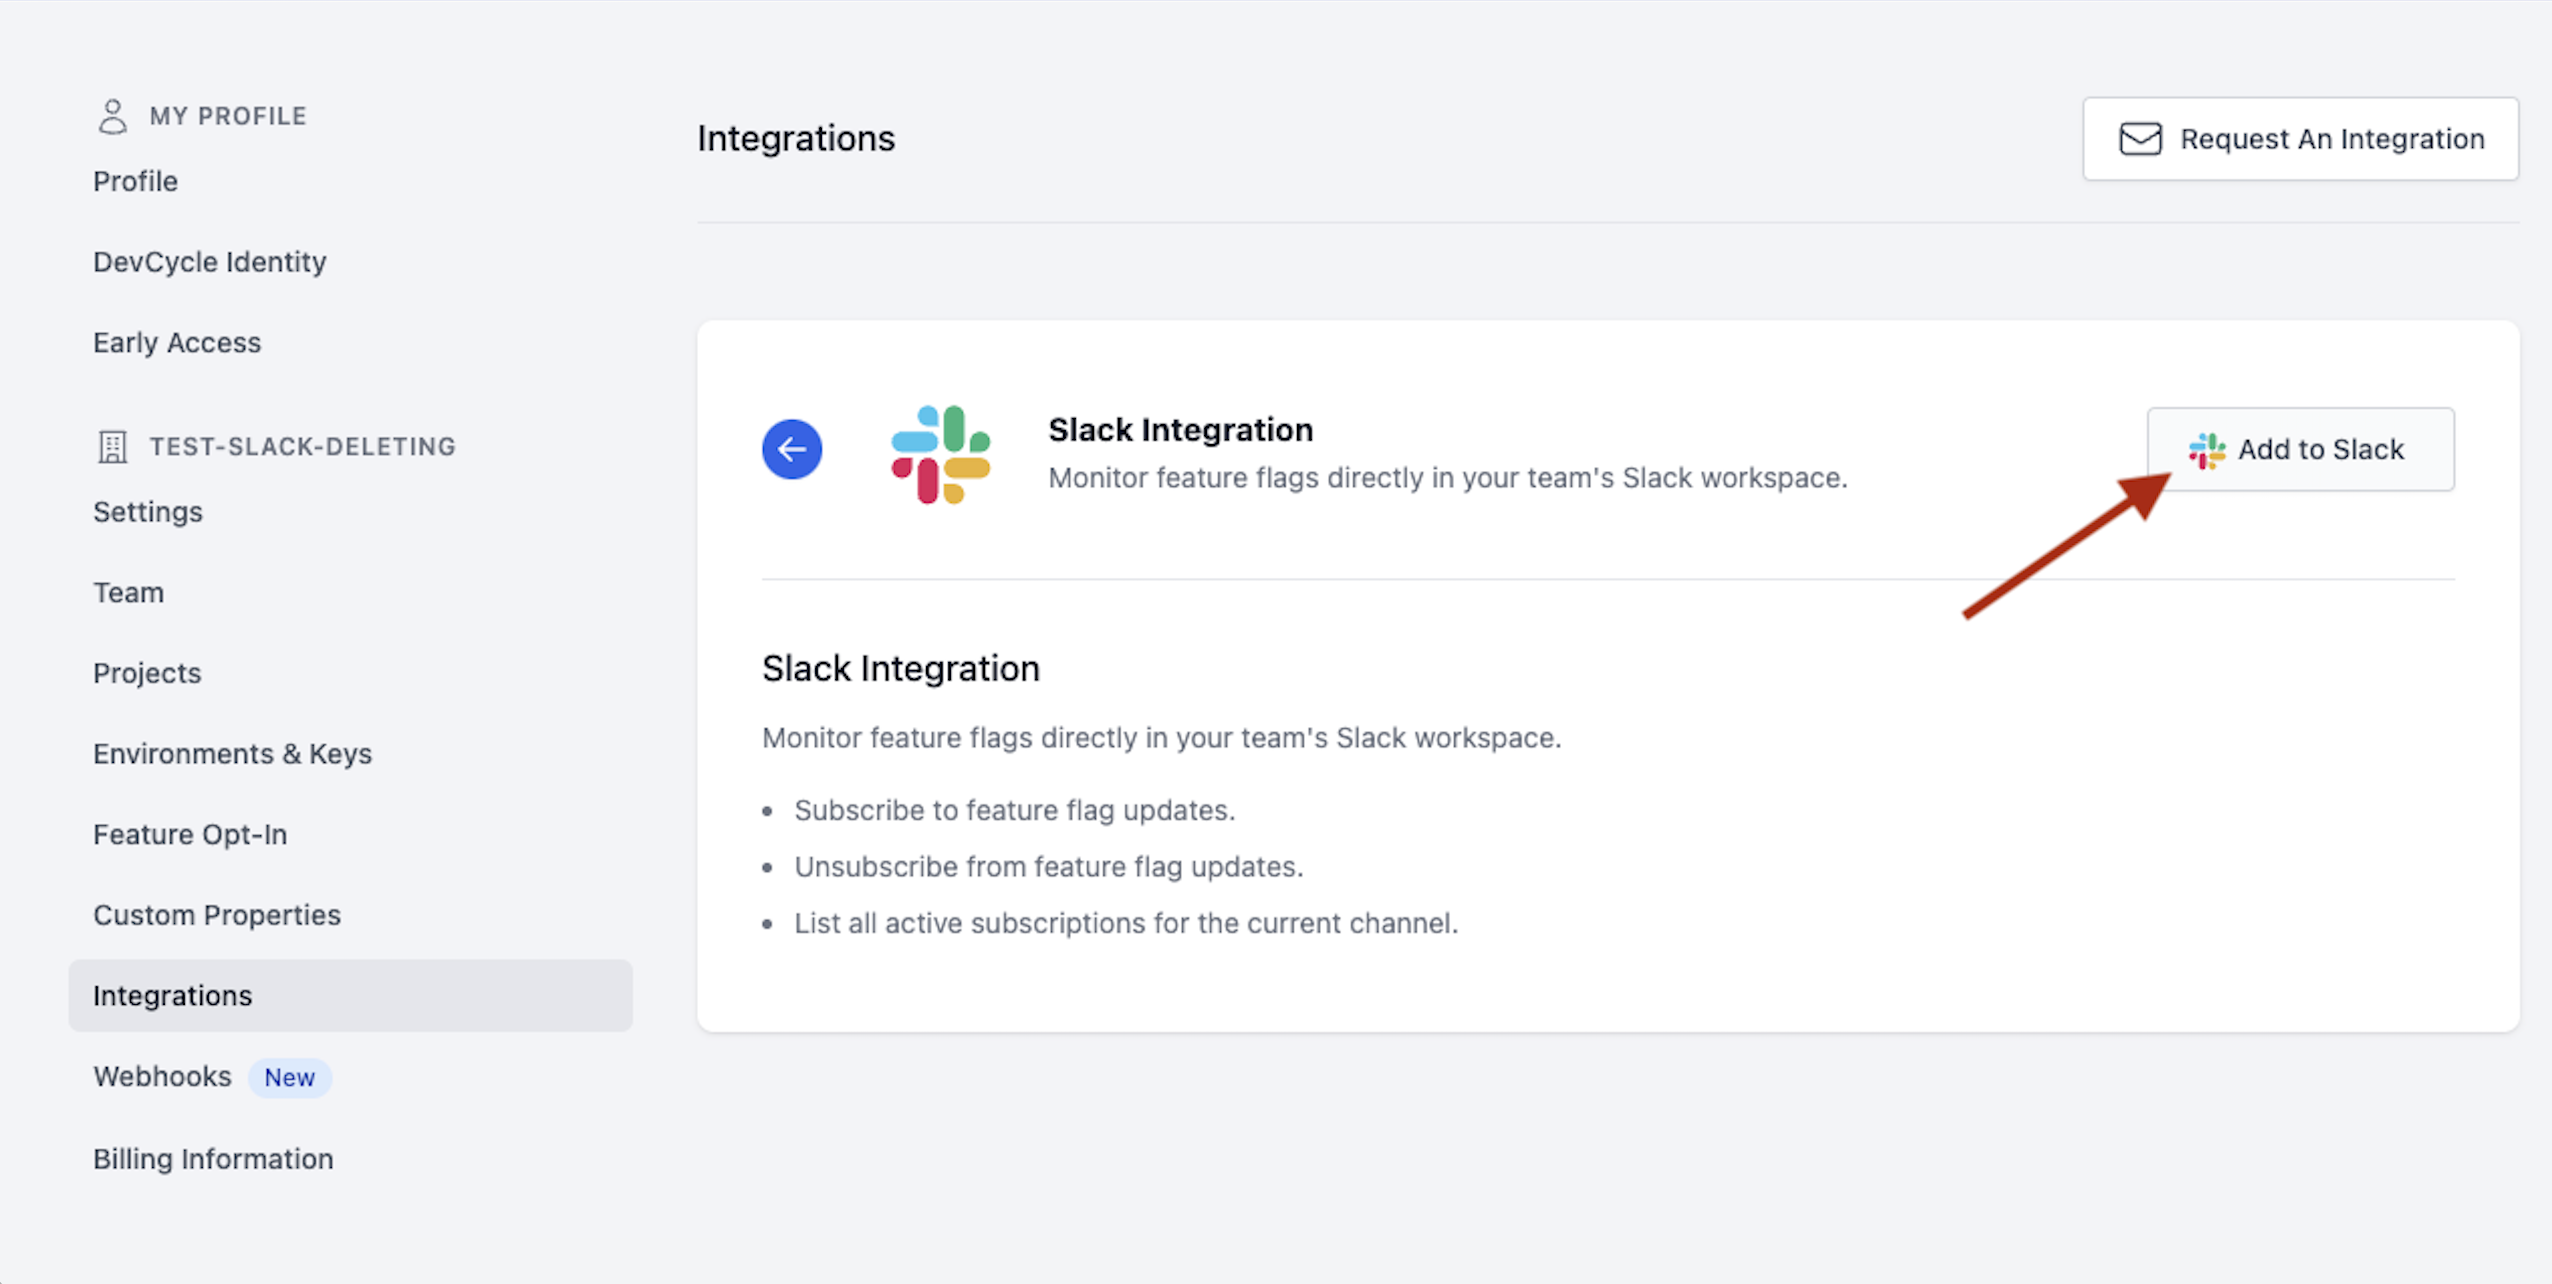 MY PROFILE
Profile
DevCycle Identity
Early Access
TEST-SLACK-DELETING
Settings
Team
Projects
Environments & Keys
Feature Opt-In
Custom Properties
Integrations
Webhooks New
Billing Information
Integrations
Request An Integration
Slack Integration
Monitor feature flags directly in your team's Slack workspace.
Add to Slack
Slack Integration
Monitor feature flags directly in your team's Slack workspace.
• Subscribe to feature flag updates.
• Unsubscribe from feature flag updates.
• List all active subscriptions for the current channel.